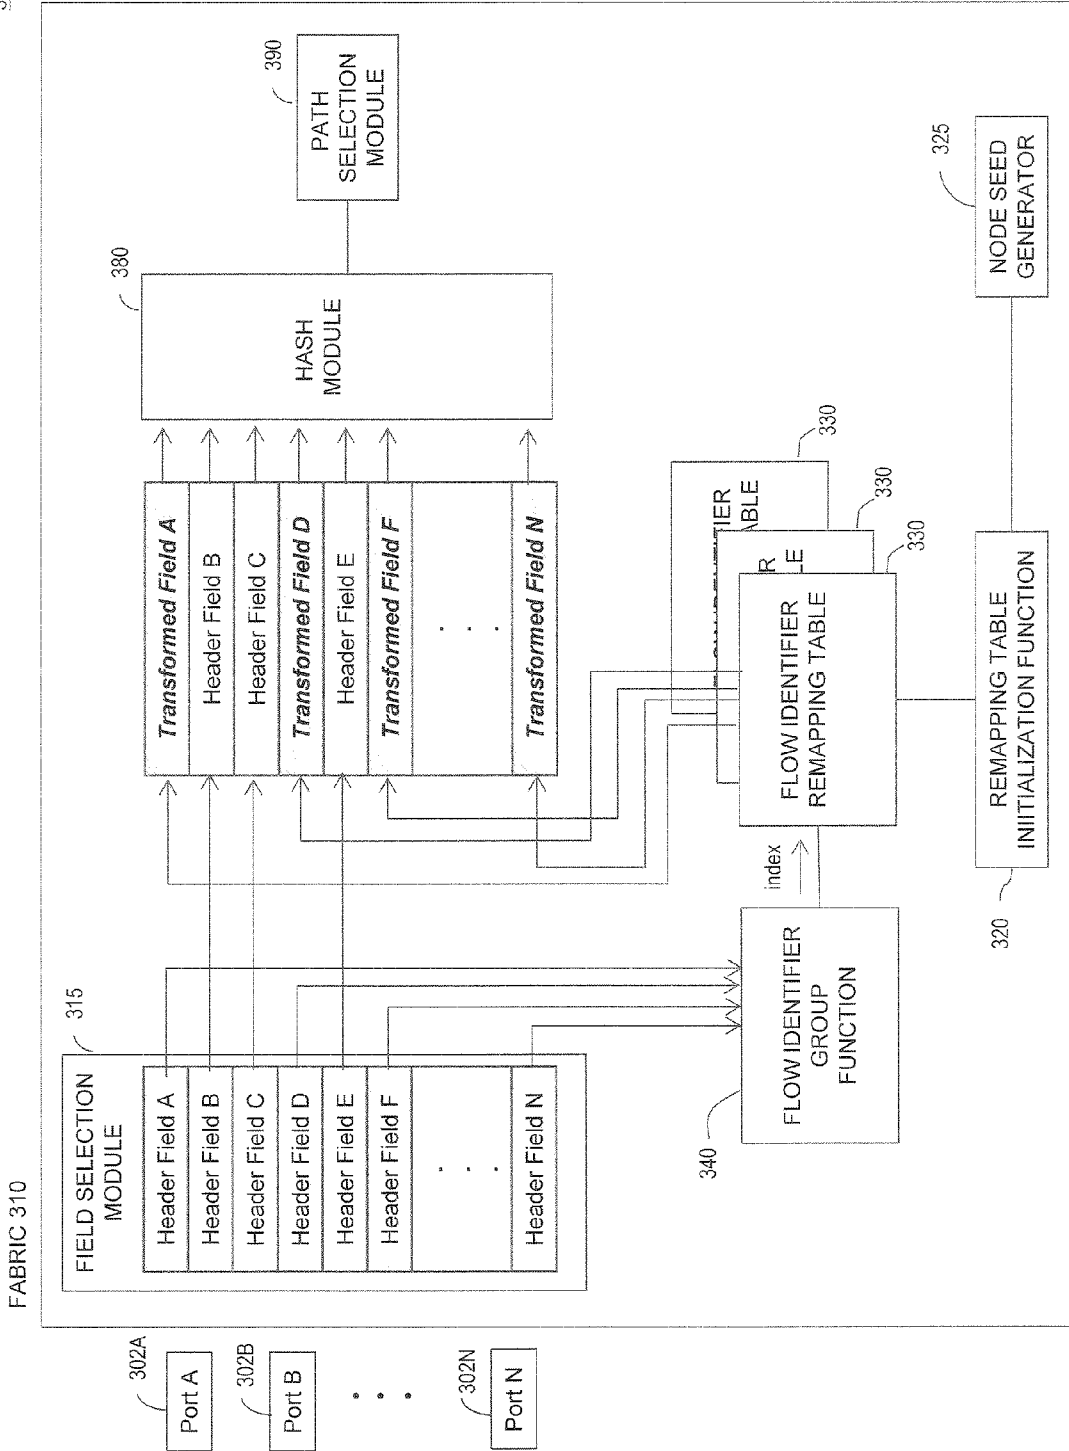 FABRIC 310
302A
Port A
302B
Port B
302N
Port N
315
FIELD SELECTION
MODULE
Header Field A
Header Field B
Header Field C
Header Field D
Header Field E
Header Field F
Header Field N
340
FLOW IDENTIFIER
GROUP
FUNCTION
index
Transformed Field A
Header Field B
Header Field C
Transformed Field D
Header Field E
Transformed Field F
Transformed Field N
330
330
330
FLOW IDENTIFIER
REMAPPING TABLE
320
REMAPPING TABLE
INIITIALIZATION FUNCTION
325
NODE SEED
GENERATOR
380
HASH
MODULE
390
PATH
SELECTION
MODULE